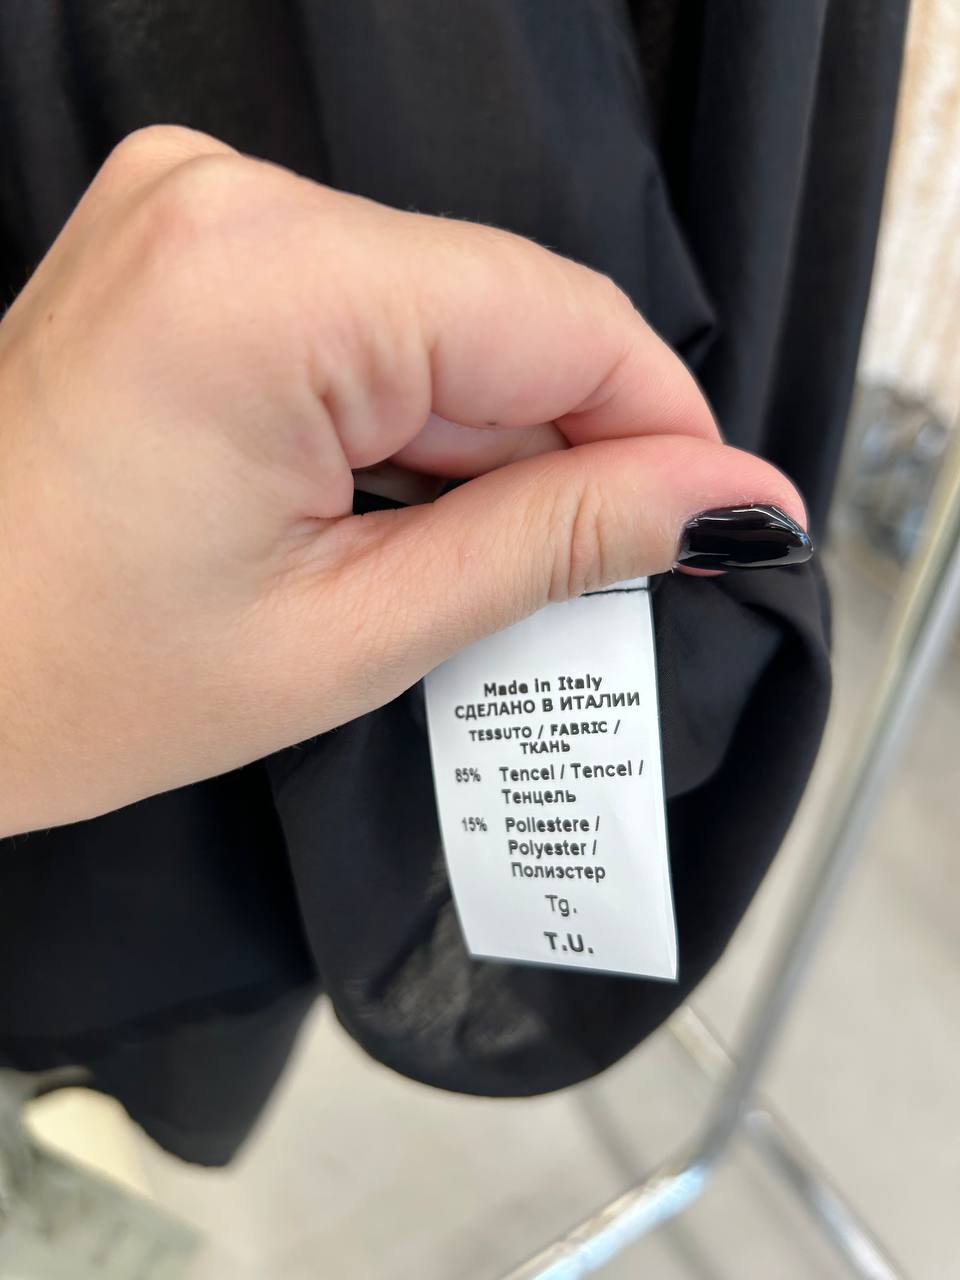 Made in Italy
СДЕЛАНО В ИТАЛИИ
TESSUTO / FABRIC /
ТКАНЬ
85% Tencel / Tencel /
Тенцель
15% Poliestere /
Polyester /
Полиэстер
Tg.
T.U.